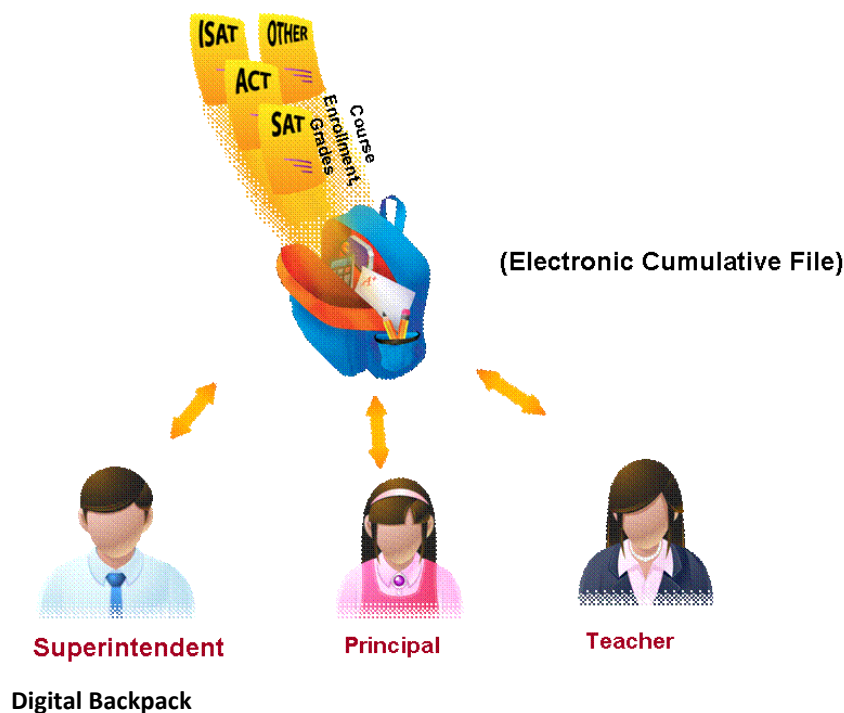 ISAT
OTHER
ACT
SAT
Course
Enrollment,
Grades
A+
(Electronic Cumulative File)
Superintendent
Principal
Teacher
Digital Backpack